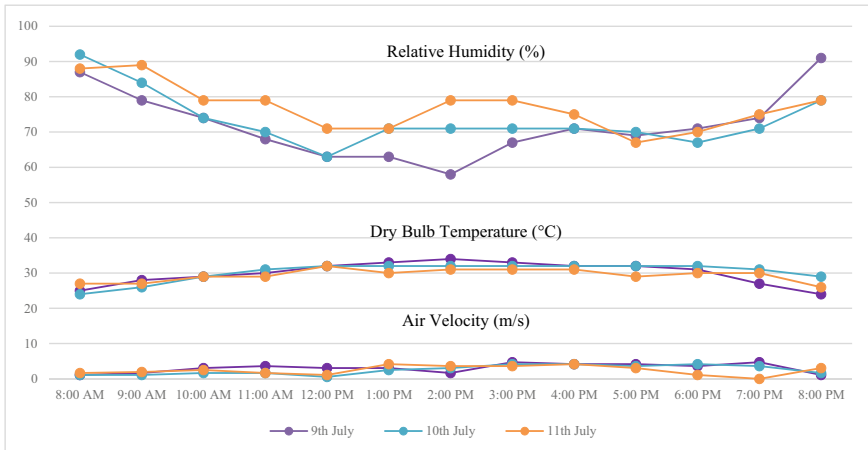 100
90
80
70
60
50
40
30
20
10
0
Relative Humidity (%)
Dry Bulb Temperature (°C)
Air Velocity (m/s)
8:00 AM 9:00 AM 10:00 AM 11:00 AM 12:00 PM 1:00 PM 2:00 PM 3:00 PM 4:00 PM 5:00 PM 6:00 PM 7:00 PM 8:00 PM
9th July 10th July 11th July